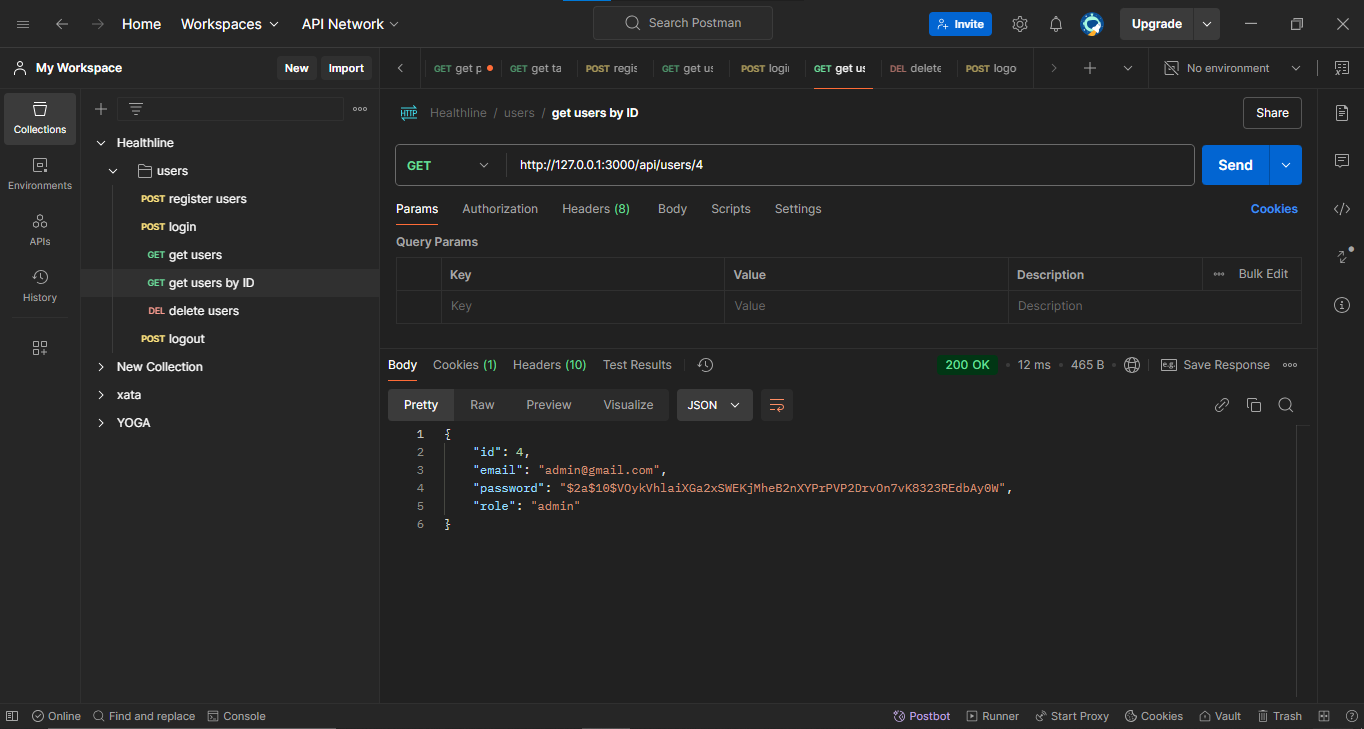 Home Workspaces API Network Search Postman Invite Upgrade
My Workspace New Import GET get p GET get ta POST regis GET get us POST logi GET get us DEL delete POST logo No environment
Collections
Environments
APIs
History
Healthline
users
POST register users
POST login
GET get users
GET get users by ID
DEL delete users
POST logout
New Collection
xata
YOGA
HTTP Healthline / users / get users by ID Share
GET http://127.0.0.1:3000/api/users/4 Send
Params Authorization Headers (8) Body Scripts Settings Cookies
Query Params
Key Value Description Bulk Edit
Key Value Description
Body Cookies (1) Headers (10) Test Results 200 OK 12 ms 465 B e.g. Save Response
Pretty Raw Preview Visualize JSON
1 {
2 "id": 4,
3 "email": "admin@gmail.com",
4 "password": "$2a$10$VOykVhlaiXGa2xSWEKjMheB2nXYPrPVP2DrvOn7vK8323REdbAy0W",
5 "role": "admin"
6 }
Online Find and replace Console Postbot Runner Start Proxy Cookies Vault Trash